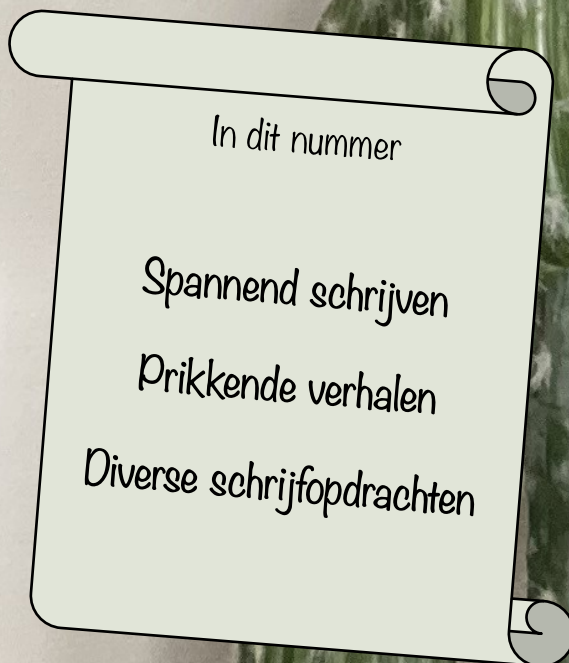 In dit nummer
Spannend schrijven
Prikkende verhalen
Diverse schrijfopdrachten